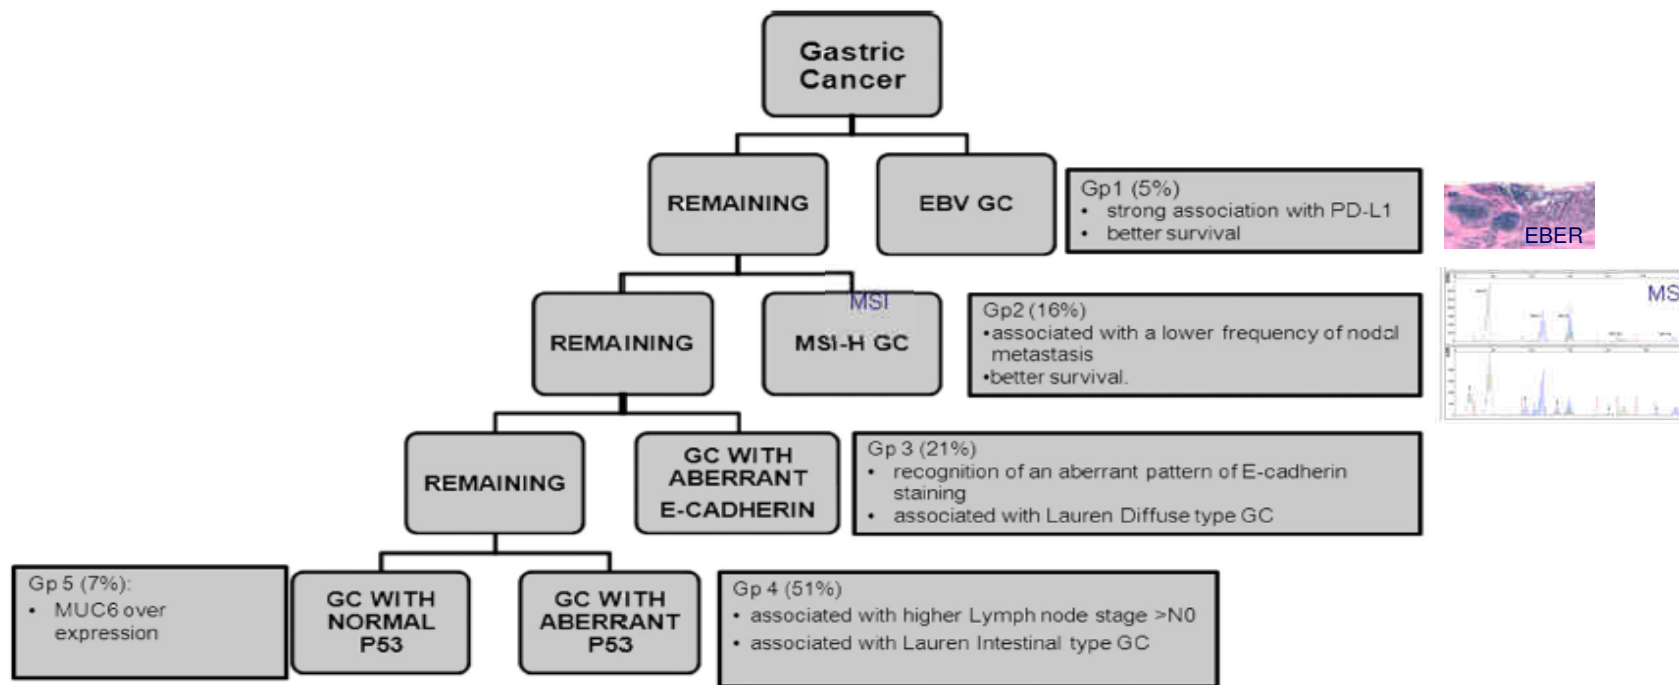 Gastric
Cancer
REMAINING
EBV GC
Gp1 (5%)
• strong association with PD-L1
• better survival
EBER
REMAINING
MSI
MSI-H GC
Gp2 (16%)
•associated with a lower frequency of nodal
metastasis
•better survival.
MS
REMAINING
GC WITH
ABERRANT
E-CADHERIN
Gp 3 (21%)
• recognition of an aberrant pattern of E-cadherin
staining
• associated with Lauren Diffuse type GC
Gp 5 (7%):
• MUC6 over
expression
GC WITH
NORMAL
P53
GC WITH
ABERRANT
P53
Gp 4 (51%)
• associated with higher Lymph node stage >N0
• associated with Lauren Intestinal type GC